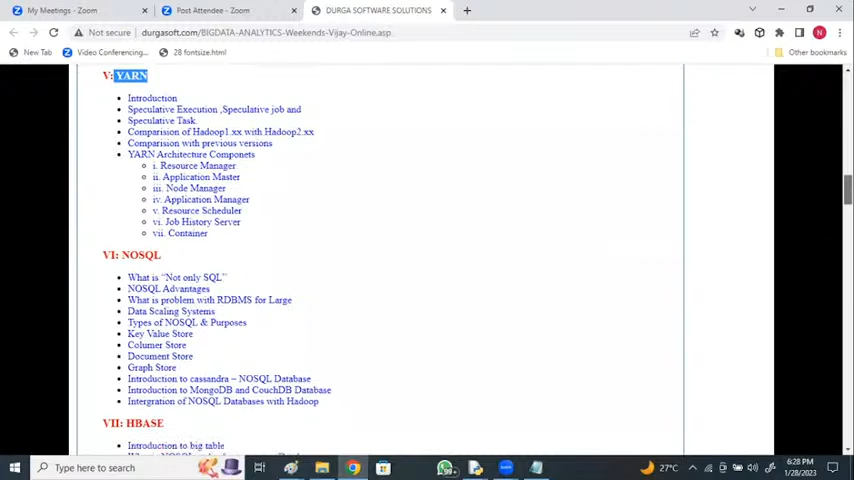 My Meetings - Zoom
Post Attendee - Zoom
DURGA SOFTWARE SOLUTIONS
Not secure
durgasoft.com/BIGDATA-ANALYTICS-Weekends-Vijay-Online.asp
N
New Tab
Video Conferencing...
28 fontsize.html
Other bookmarks
V: YARN
Introduction
Speculative Execution ,Speculative job and
Speculative Task.
Comparision of Hadoop1.xx with Hadoop2.xx
Comparision with previous versions
YARN Architecture Componets
i. Resource Manager
ii. Application Master
iii. Node Manager
iv. Application Manager
v. Resource Scheduler
vi. Job History Server
vii. Container
VI: NOSQL
What is “Not only SQL”
NOSQL Advantages
What is problem with RDBMS for Large
Data Scaling Systems
Types of NOSQL & Purposes
Key Value Store
Columer Store
Document Store
Graph Store
Introduction to cassandra – NOSQL Database
Introduction to MongoDB and CouchDB Database
Intergration of NOSQL Databases with Hadoop
VII: HBASE
Introduction to big table
Type here to search
99+
27°C
6:28 PM
1/28/2023